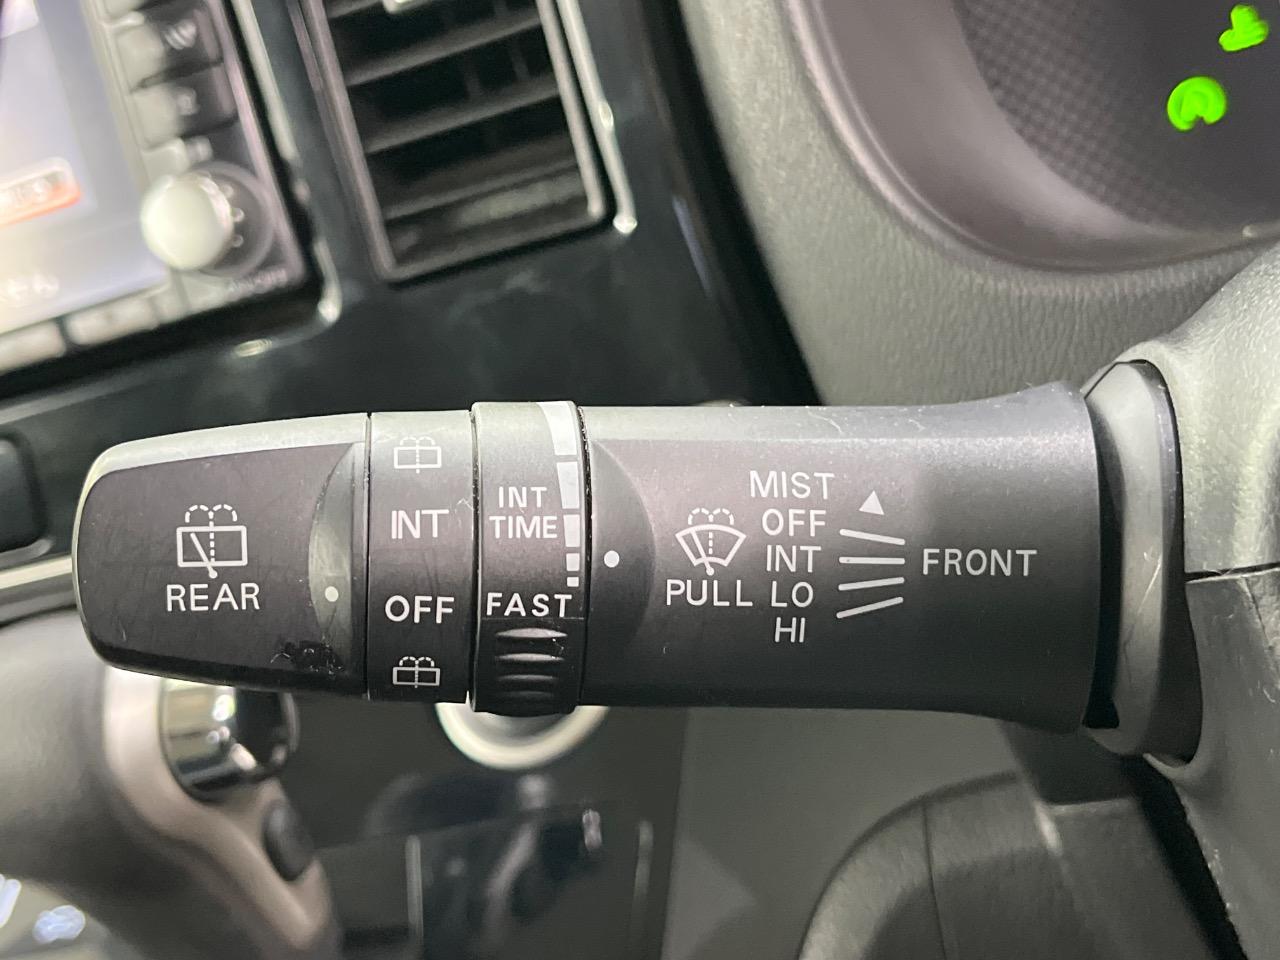 REAR
INT
OFF
INT
TIME
FAST
PULL
MIST
OFF
INT
LO
HI
FRONT